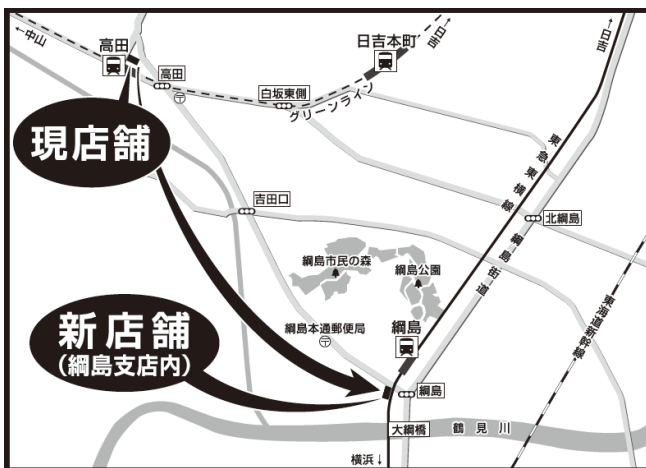 ←中山
高田
日吉本町
→日吉
→日吉
高田
白坂東側
グリーンライン
現店舗
東急東横線
吉田口
北綱島
綱島街道
綱島市民の森
綱島公園
東海道新幹線
新店舗
(綱島支店内)
綱島本通郵便局
綱島
綱島
大綱橋
鶴見川
横浜↓